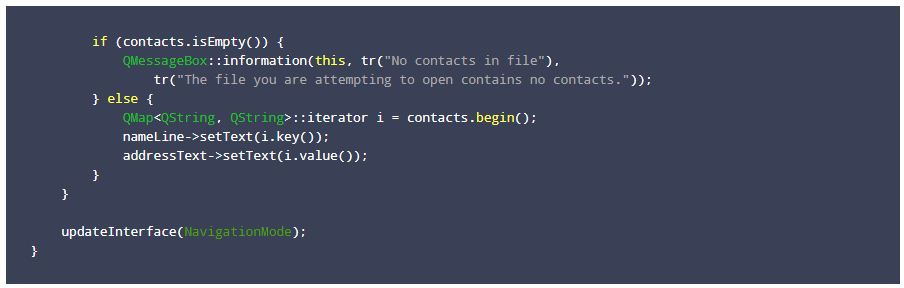 if (contacts.isEmpty()) {
QMessageBox::information(this, tr("No contacts in file"),
tr("The file you are attempting to open contains no contacts."));
} else {
QMap<QString, QString>::iterator i = contacts.begin();
nameLine->setText(i.key());
addressText->setText(i.value());
}
}
updateInterface(NavigationMode);
}